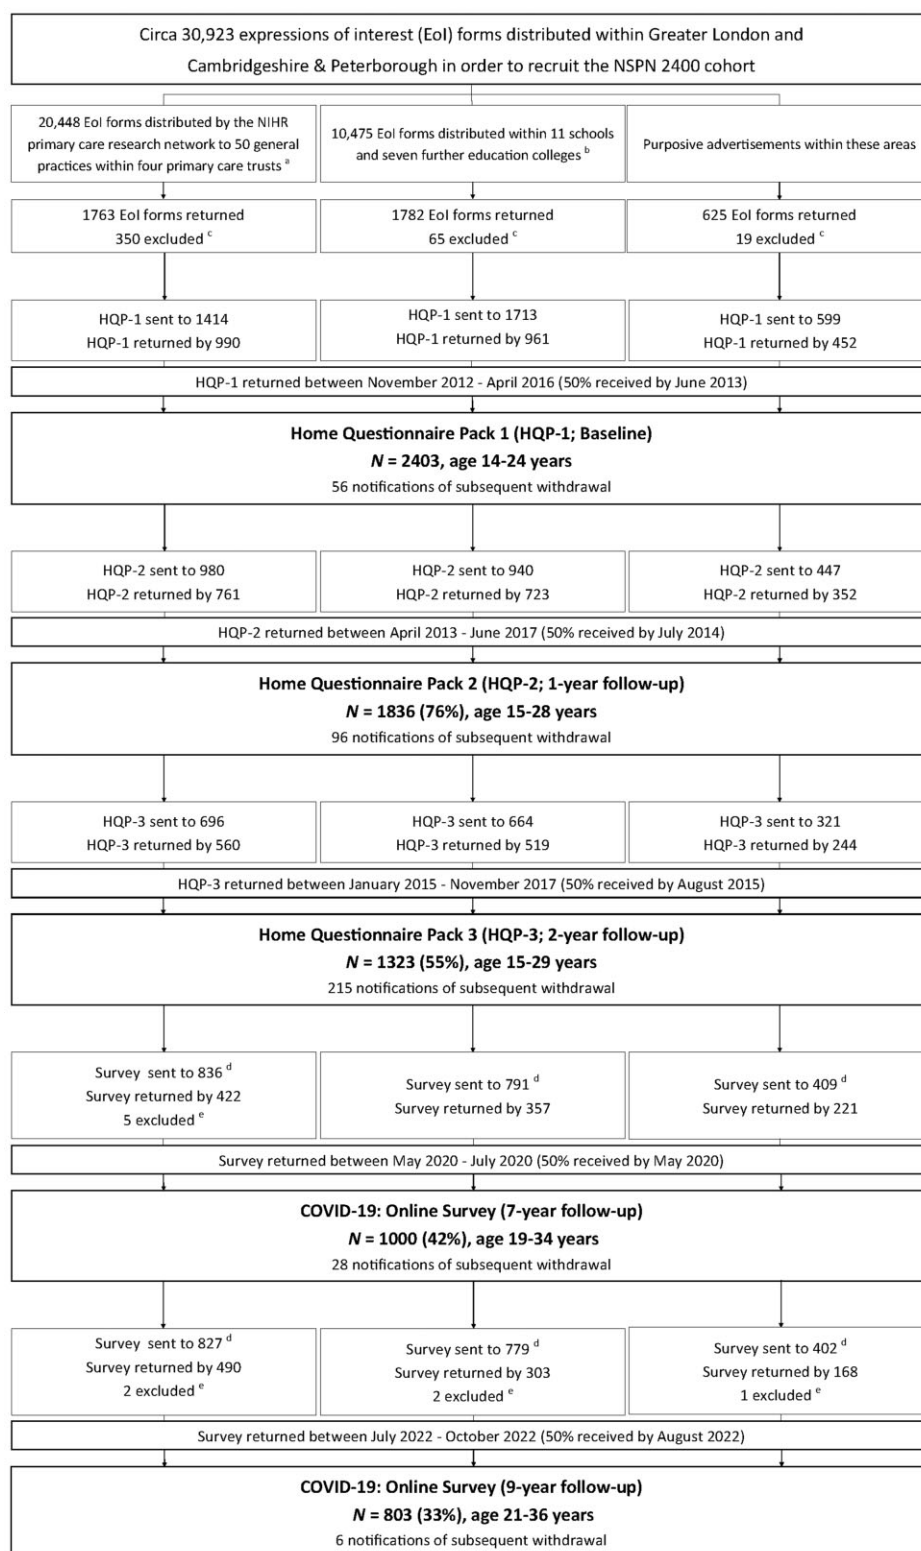 Circa 30,923 expressions of interest (EoI) forms distributed within Greater London and
Cambridgeshire & Peterborough in order to recruit the NSPN 2400 cohort
20,448 EoI forms distributed by the NIHR
primary care research network to 50 general
practices within four primary care trusts a
10,475 EoI forms distributed within 11 schools
and seven further education colleges b
Purposive advertisements within these areas
1763 EoI forms returned
350 excluded c
1782 EoI forms returned
65 excluded c
625 EoI forms returned
19 excluded c
HQP-1 sent to 1414
HQP-1 returned by 990
HQP-1 sent to 1713
HQP-1 returned by 961
HQP-1 sent to 599
HQP-1 returned by 452
HQP-1 returned between November 2012 - April 2016 (50% received by June 2013)
Home Questionnaire Pack 1 (HQP-1; Baseline)
N = 2403, age 14-24 years
56 notifications of subsequent withdrawal
HQP-2 sent to 980
HQP-2 returned by 761
HQP-2 sent to 940
HQP-2 returned by 723
HQP-2 sent to 447
HQP-2 returned by 352
HQP-2 returned between April 2013 - June 2017 (50% received by July 2014)
Home Questionnaire Pack 2 (HQP-2; 1-year follow-up)
N = 1836 (76%), age 15-28 years
96 notifications of subsequent withdrawal
HQP-3 sent to 696
HQP-3 returned by 560
HQP-3 sent to 664
HQP-3 returned by 519
HQP-3 sent to 321
HQP-3 returned by 244
HQP-3 returned between January 2015 - November 2017 (50% received by August 2015)
Home Questionnaire Pack 3 (HQP-3; 2-year follow-up)
N = 1323 (55%), age 15-29 years
215 notifications of subsequent withdrawal
Survey sent to 836 d
Survey returned by 422
5 excluded e
Survey sent to 791 d
Survey returned by 357
Survey sent to 409 d
Survey returned by 221
Survey returned between May 2020 - July 2020 (50% received by May 2020)
COVID-19: Online Survey (7-year follow-up)
N = 1000 (42%), age 19-34 years
28 notifications of subsequent withdrawal
Survey sent to 827 d
Survey returned by 490
2 excluded e
Survey sent to 779 d
Survey returned by 303
2 excluded e
Survey sent to 402 d
Survey returned by 168
1 excluded e
Survey returned between July 2022 - October 2022 (50% received by August 2022)
COVID-19: Online Survey (9-year follow-up)
N = 803 (33%), age 21-36 years
6 notifications of subsequent withdrawal